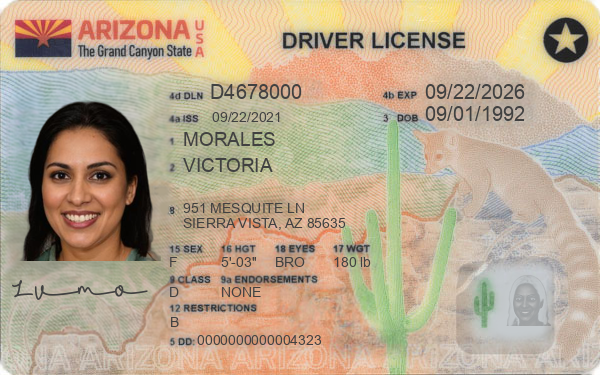 ARIZONA USA
The Grand Canyon State
DRIVER LICENSE
4d DLN D4678000
4b EXP 09/22/2026
4a ISS 09/22/2021
3 DOB 09/01/1992
1 MORALES
2 VICTORIA
8 951 MESQUITE LN
SIERRA VISTA, AZ 85635
15 SEX 16 HGT 18 EYES 17 WGT
F 5'-03" BRO 180 lb
9 CLASS 9a ENDORSEMENTS
D NONE
12 RESTRICTIONS
B
5 DD: 0000000000004323
ARIZONA ARIZONA ARIZONA ARIZONA